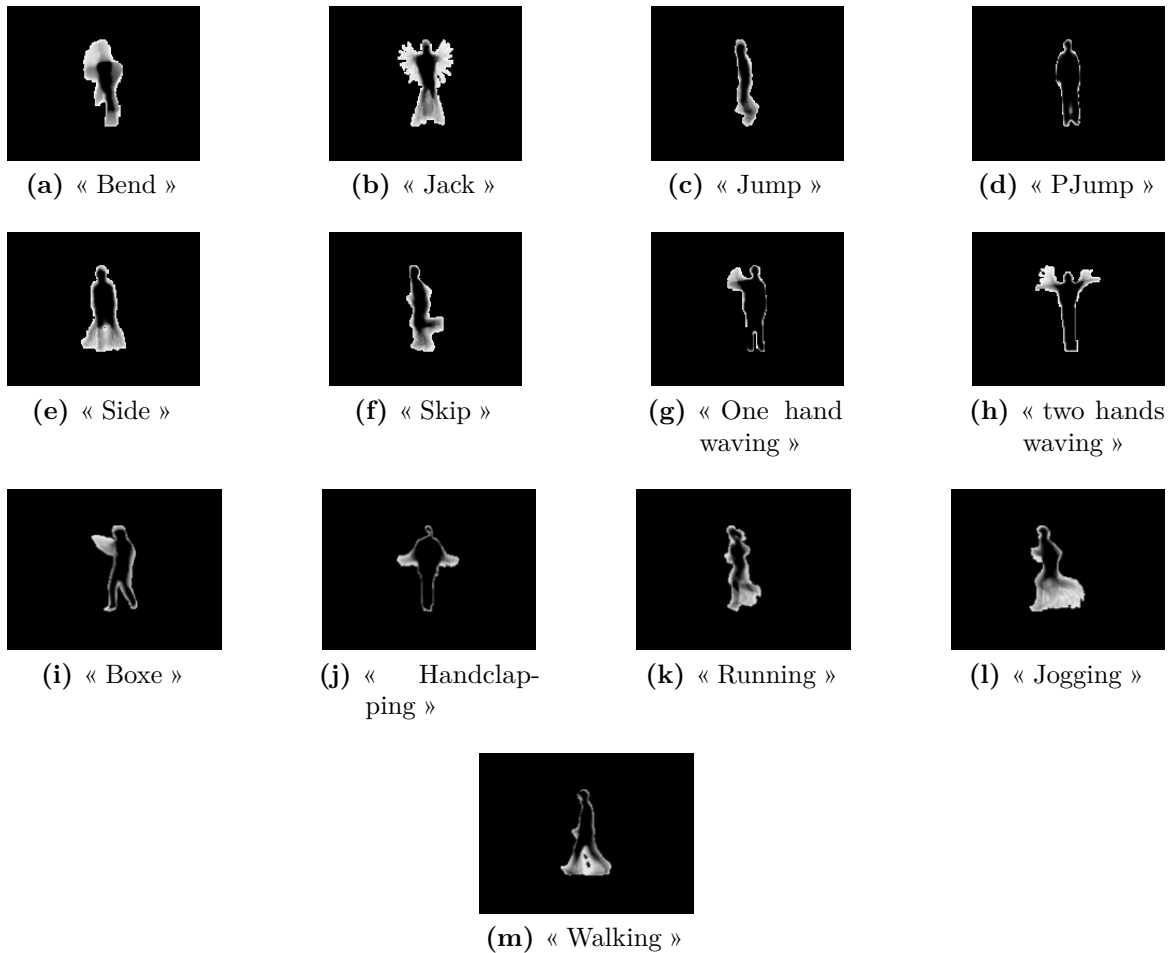 (a) « Bend »
(b) « Jack »
(c) « Jump »
(d) « PJump »
(e) « Side »
(f) « Skip »
(g) « One hand
waving »
(h) « two hands
waving »
(i) « Boxe »
(j) « Handclap-
ping »
(k) « Running »
(l) « Jogging »
(m) « Walking »